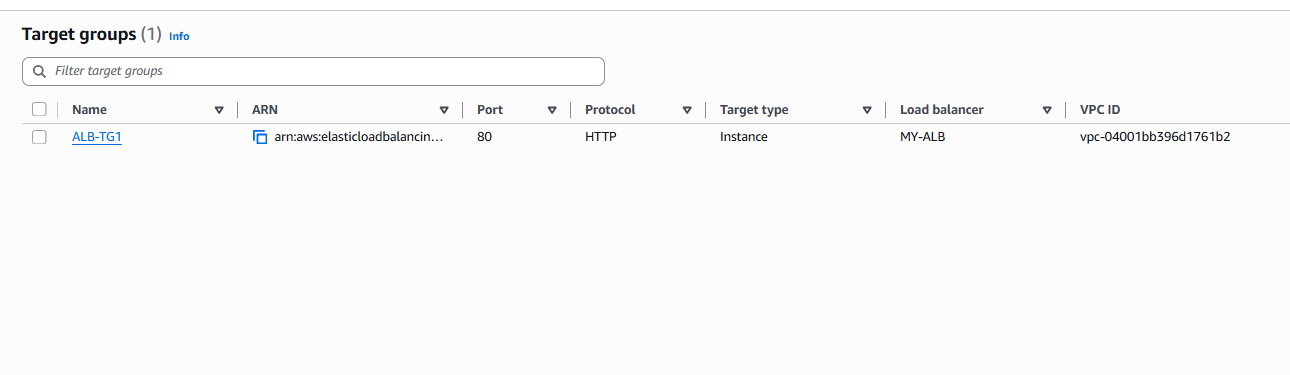 Target groups (1) Info
Filter target groups
Name ARN Port Protocol Target type Load balancer VPC ID
ALB-TG1 arn:aws:elasticloadbalancin… 80 HTTP Instance MY-ALB vpc-04001bb396d1761b2